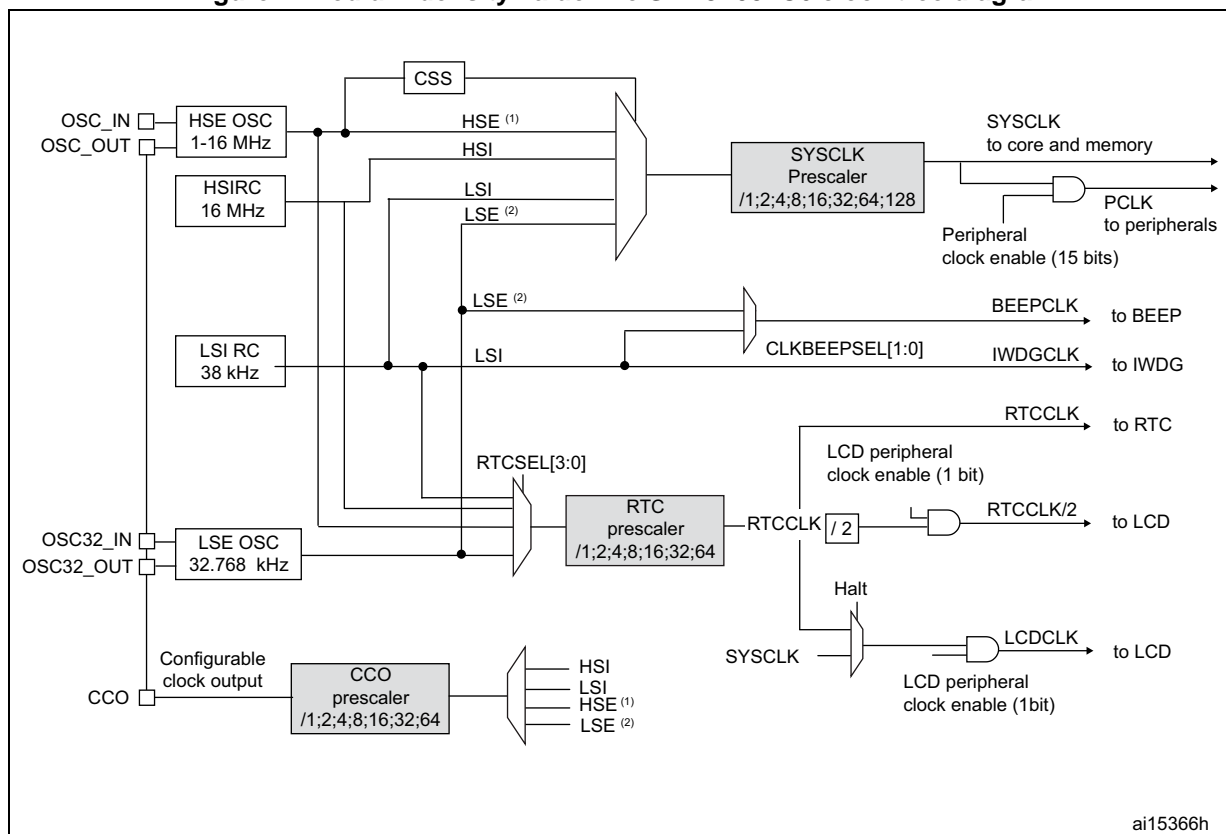 CSS
OSC_IN
OSC_OUT
HSE OSC
1-16 MHz
HSE (1)
HSI
LSI
LSE (2)
HSIRC
16 MHz
SYSCLK
Prescaler
/1;2;4;8;16;32;64;128
SYSCLK
to core and memory
PCLK
to peripherals
Peripheral
clock enable (15 bits)
LSE (2)
BEEPCLK
to BEEP
CLKBEEPSEL[1:0]
LSI RC
38 kHz
LSI
IWDGCLK
to IWDG
RTCCLK
to RTC
RTCSEL[3:0]
LCD peripheral
clock enable (1 bit)
RTC
prescaler
/1;2;4;8;16;32;64
RTCCLK
/ 2
RTCCLK/2
to LCD
OSC32_IN
OSC32_OUT
LSE OSC
32.768 kHz
Halt
SYSCLK
LCDCLK
to LCD
LCD peripheral
clock enable (1bit)
Configurable
clock output
CCO
CCO
prescaler
/1;2;4;8;16;32;64
HSI
LSI
HSE (1)
LSE (2)
ai15366h